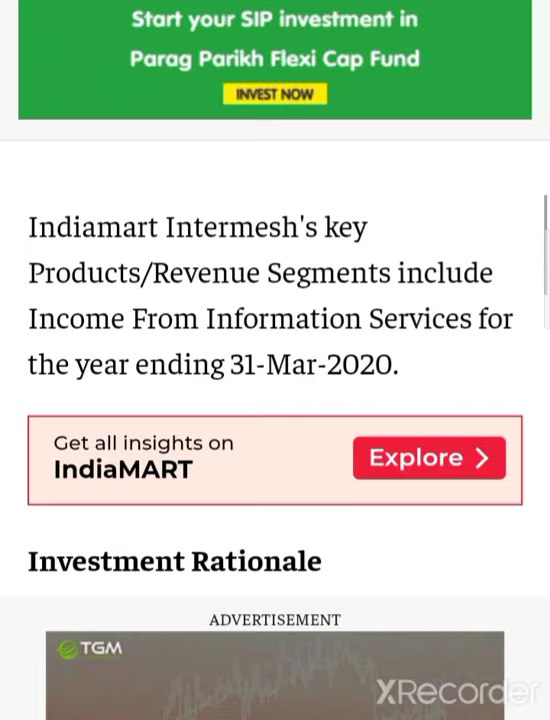 Start your SIP investment in
Parag Parikh Flexi Cap Fund
INVEST NOW
Indiamart Intermesh's key
Products/Revenue Segments include
Income From Information Services for
the year ending 31-Mar-2020.
Get all insights on
IndiaMART
Explore >
Investment Rationale
ADVERTISEMENT
TGM
XRecorder